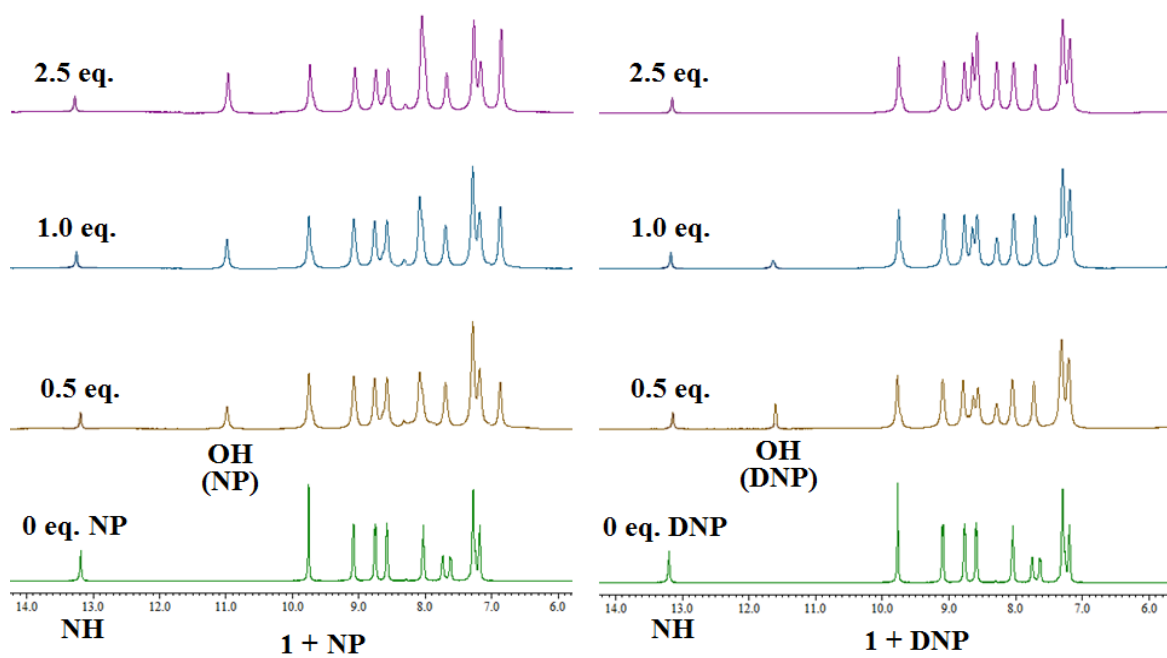 2.5 eq.
1.0 eq.
0.5 eq.
OH
(NP)
0 eq. NP
14.0 13.0 12.0 11.0 10.0 9.0 8.0 7.0 6.0
NH
1 + NP
2.5 eq.
1.0 eq.
0.5 eq.
OH
(DNP)
0 eq. DNP
14.0 13.0 12.0 11.0 10.0 9.0 8.0 7.0 6.0
NH
1 + DNP